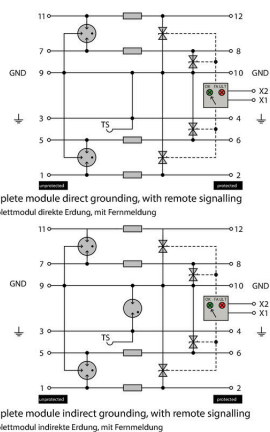 11 12
7 8
GND 9 10 GND
OK FAULT
X2
X1
3 4
TS
5 6
1 2
unprotected protected
plete module direct grounding, with remote signalling
plettmodul direkte Erdung, mit Fernmeldung
11 12
7 8
GND 9 10 GND
OK FAULT
X2
X1
3 4
TS
5 6
1 2
unprotected protected
plete module indirect grounding, with remote signalling
plettmodul indirekte Erdung, mit Fernmeldung